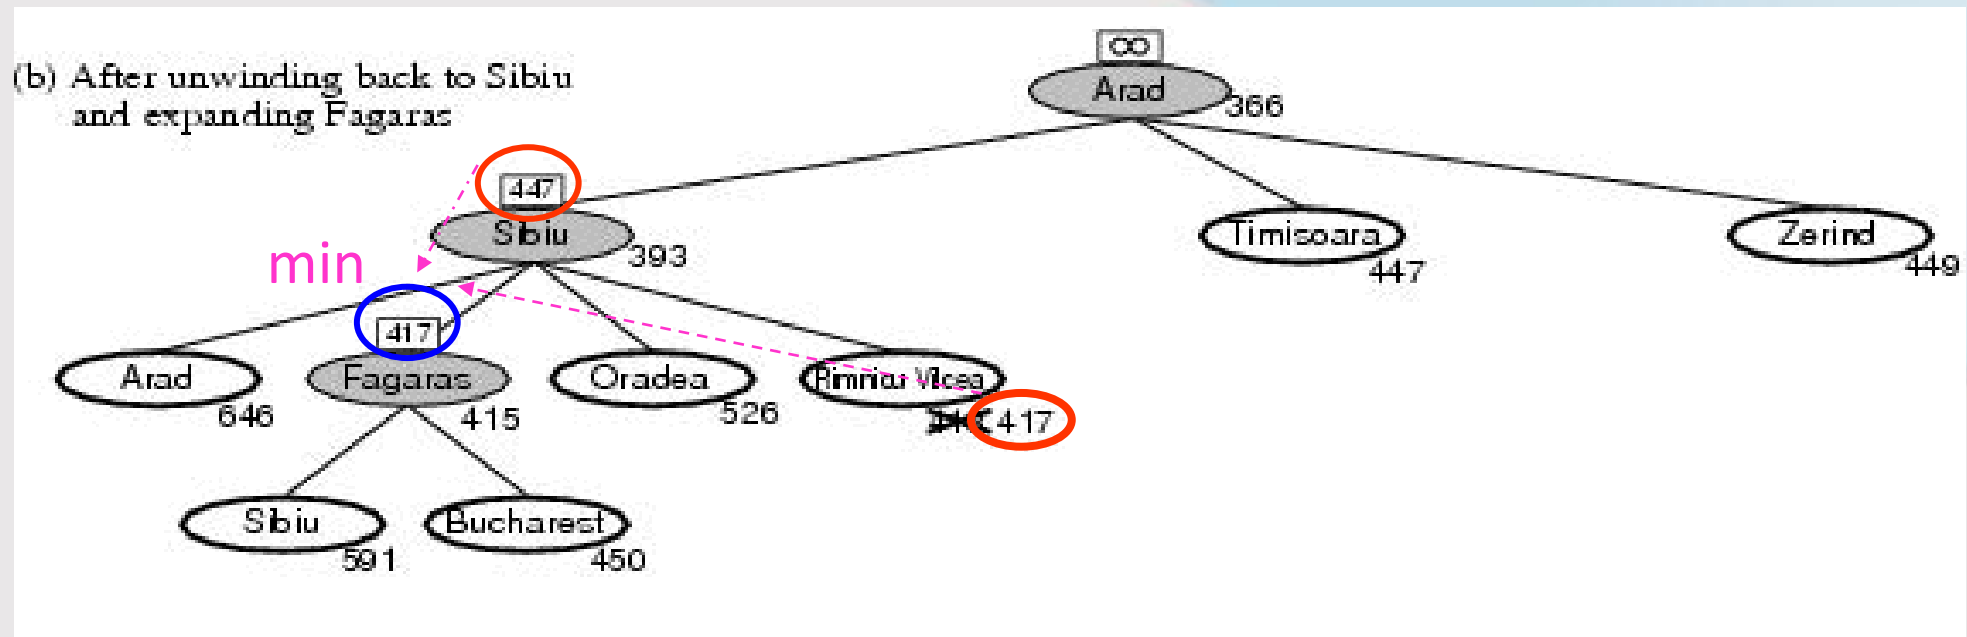 ∞
(b) After unwinding back to Sibiu
and expanding Fagaras
Arad
366
447
Sibiu
393
Timisoara
447
Zerind
449
min
417
Arad
646
Fagaras
415
Oradea
526
Rimnicu Vilcea
417
Sibiu
591
Bucharest
450